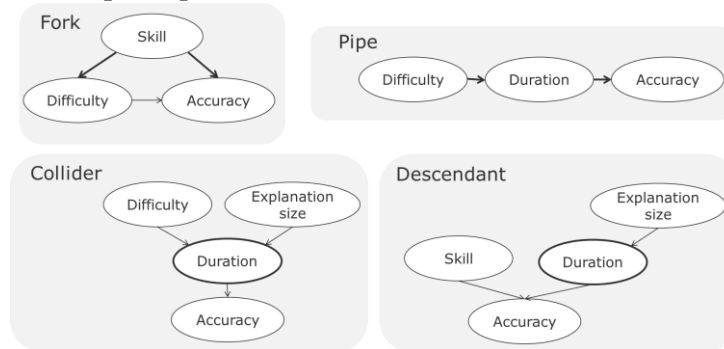 Fork
Skill
Difficulty
Accuracy
Pipe
Difficulty
Duration
Accuracy
Collider
Difficulty
Explanation
size
Duration
Accuracy
Descendant
Explanation
size
Skill
Duration
Accuracy